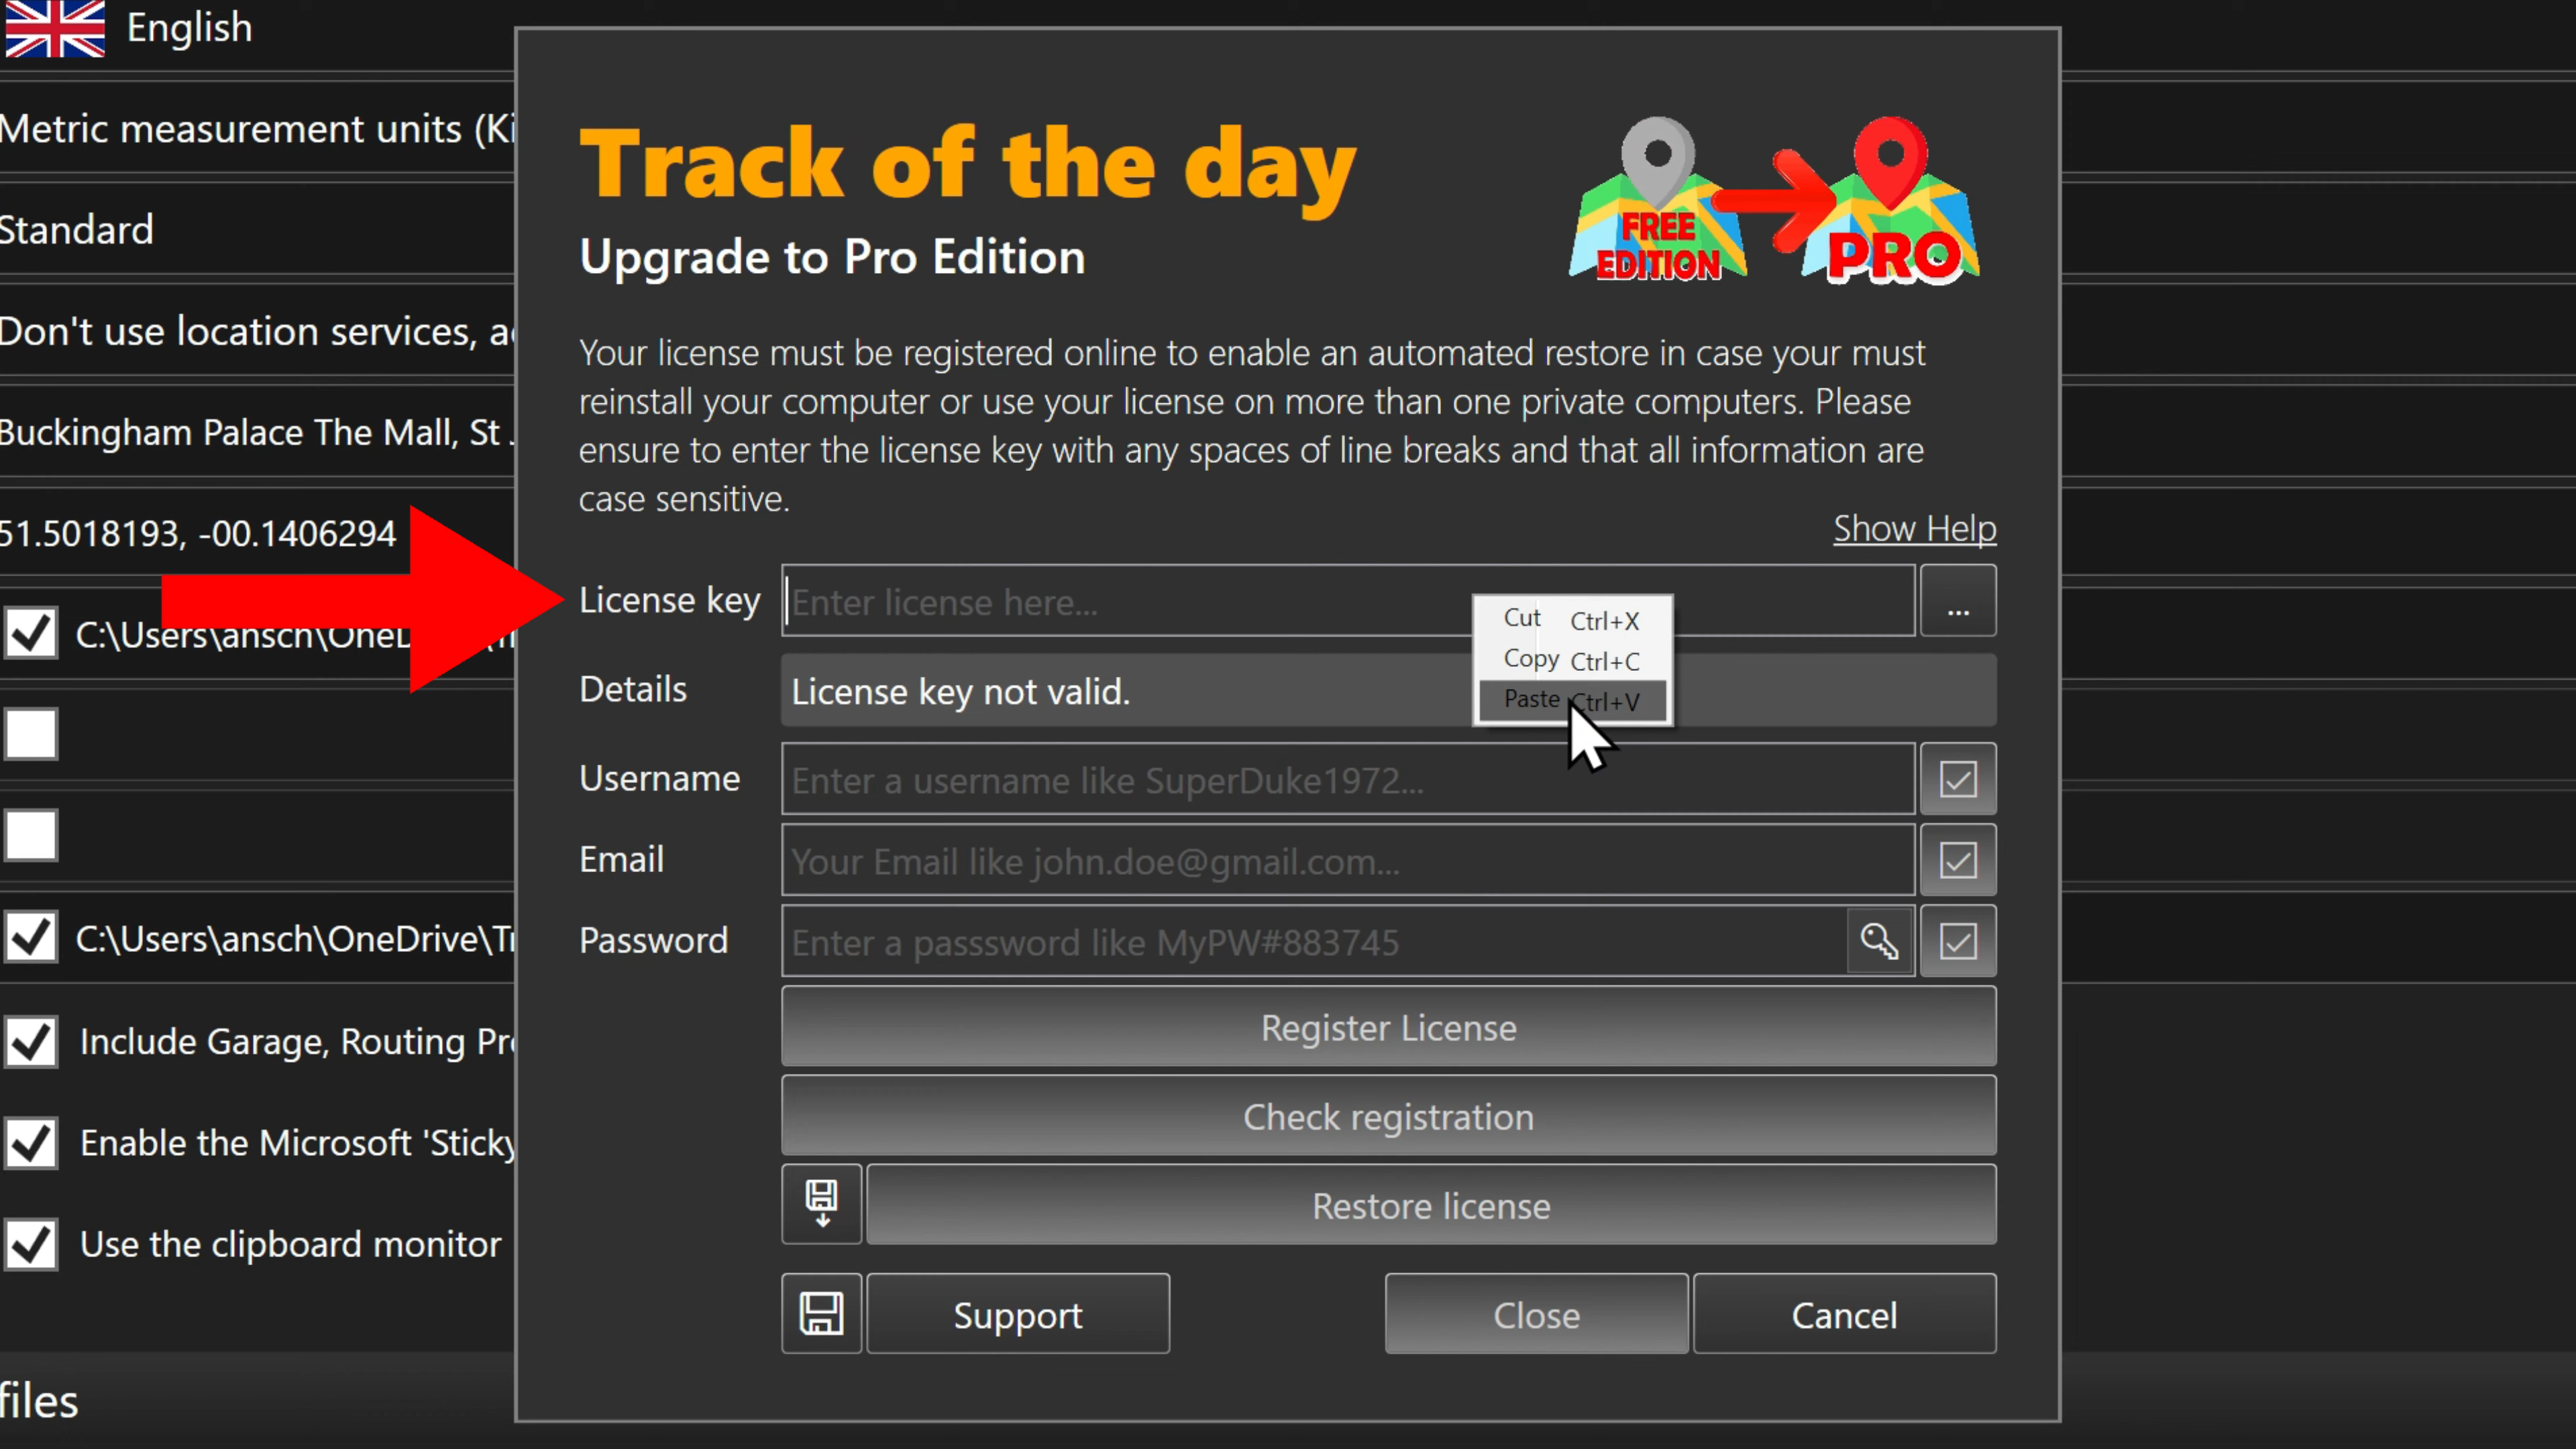 English
Metric measurement units (Ki
Standard
Don't use location services, a
Buckingham Palace The Mall, St
51.5018193, -00.1406294
C:\Users\ansch\OneD
C:\Users\ansch\OneDrive\Tr
Include Garage, Routing Pr
Enable the Microsoft 'Sticky
Use the clipboard monitor
files
Track of the day
Upgrade to Pro Edition
FREE
EDITION
PRO
Your license must be registered online to enable an automated restore in case your must
reinstall your computer or use your license on more than one private computers. Please
ensure to enter the license key with any spaces of line breaks and that all information are
case sensitive.
Show Help
License key
Enter license here...
...
Cut Ctrl+X
Copy Ctrl+C
Paste Ctrl+V
Details
License key not valid.
Username
Enter a username like SuperDuke1972...
Email
Your Email like john.doe@gmail.com...
Password
Enter a passsword like MyPW#883745
Register License
Check registration
Restore license
Support
Close
Cancel